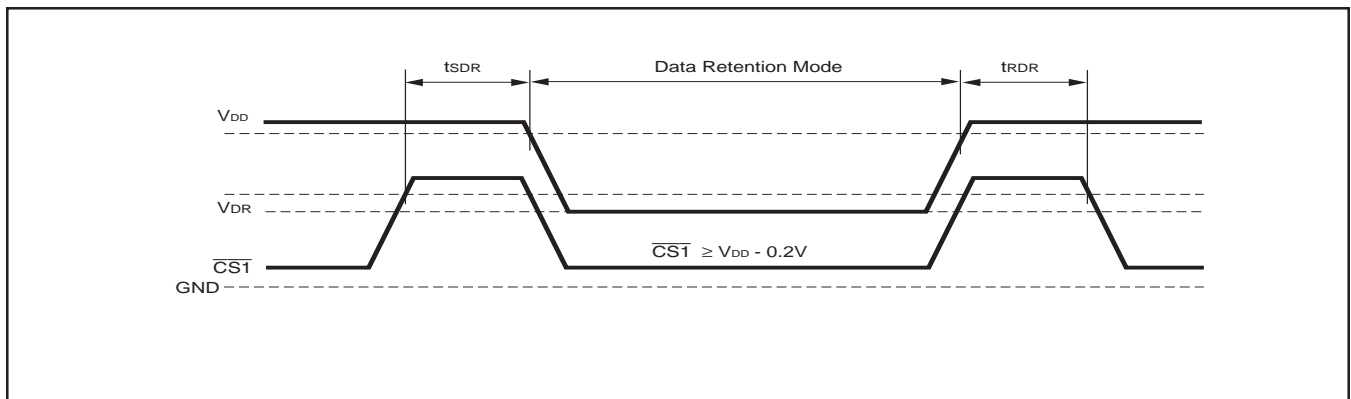 tSDR
Data Retention Mode
tRDR
VDD
VDR
CS1 ≥ VDD - 0.2V
CS1
GND